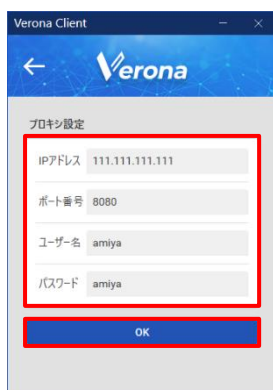 Verona Client
Verona
プロキシ設定
IPアドレス 111.111.111.111
ポート番号 8080
ユーザー名 amiya
パスワード amiya
OK